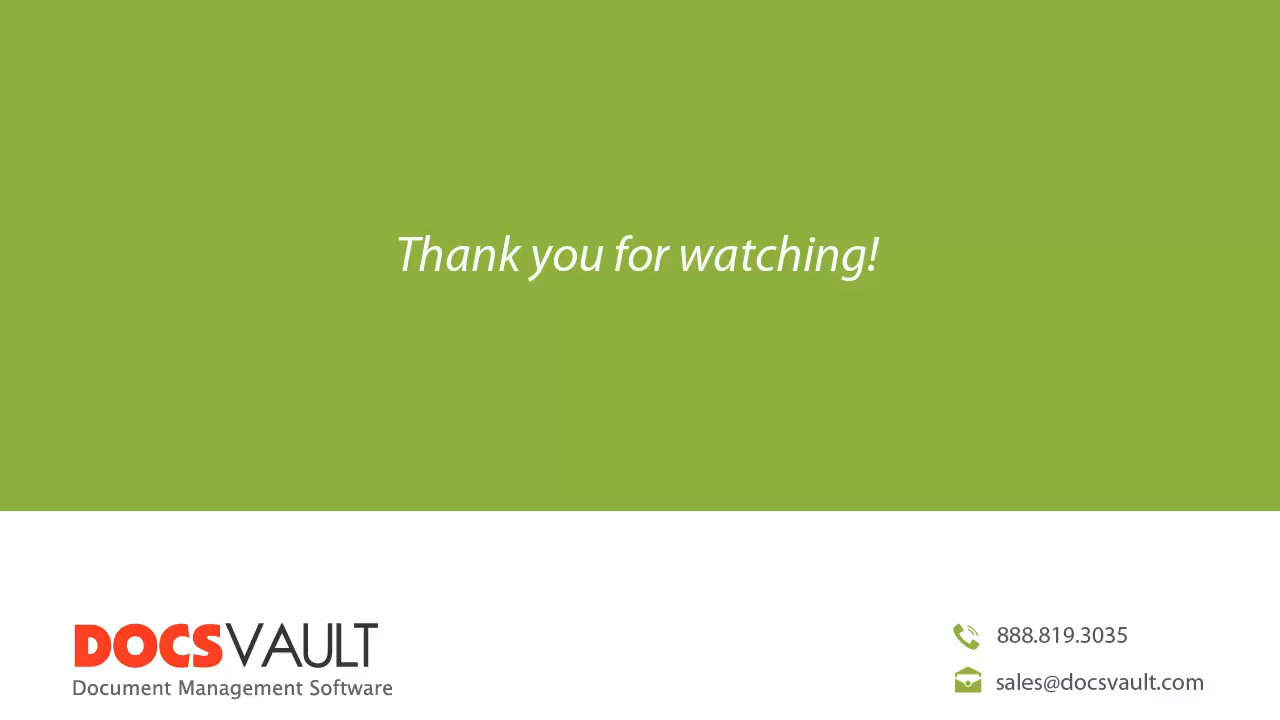 Thank you for watching!
DOCSVAULT
Document Management Software
888.819.3035
sales@docsvault.com